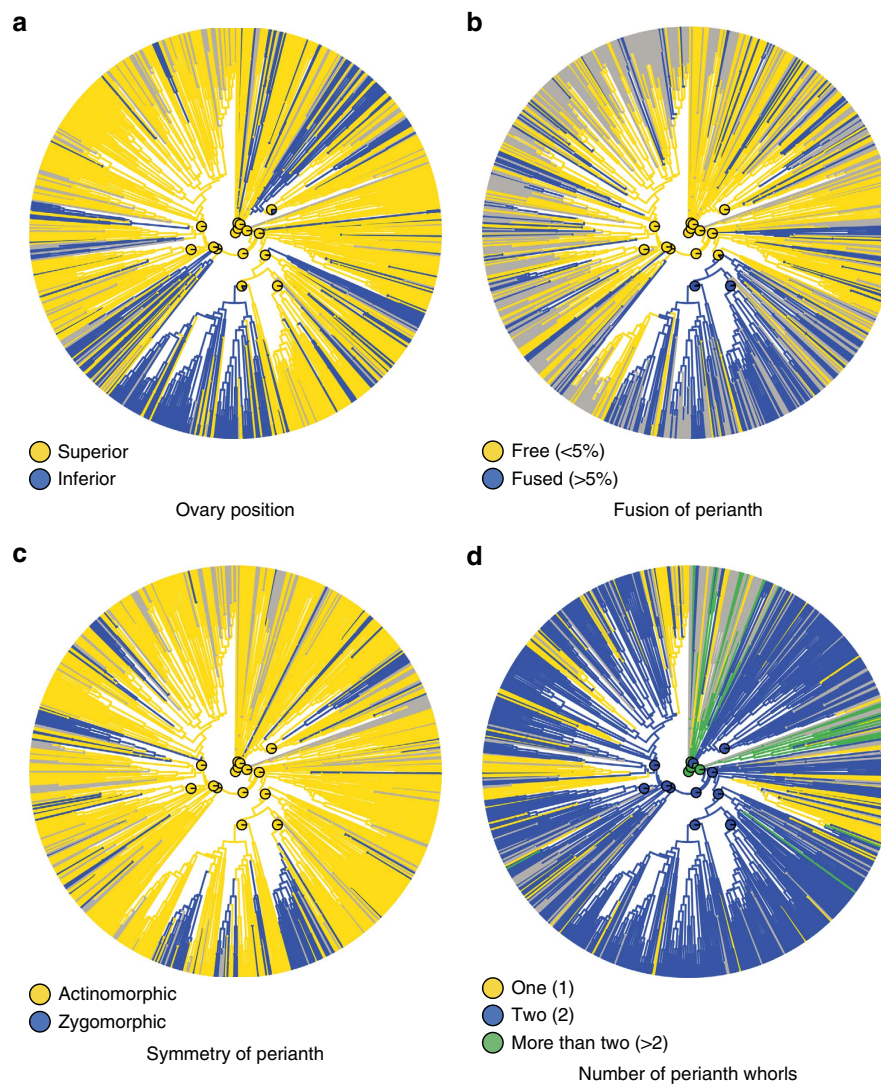 a
Superior
Inferior
Ovary position
b
Free (<5%)
Fused (>5%)
Fusion of perianth
c
Actinomorphic
Zygomorphic
Symmetry of perianth
d
One (1)
Two (2)
More than two (>2)
Number of perianth whorls